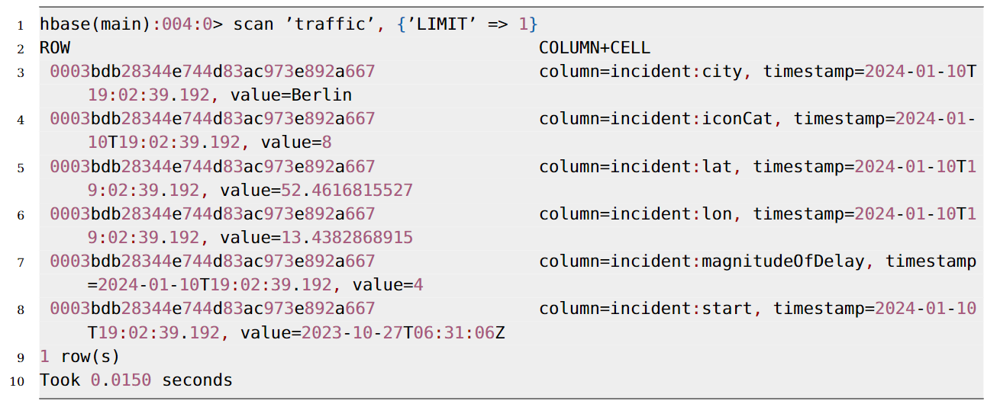 1 hbase(main):004:0> scan ’traffic’, {’LIMIT’ => 1}
2 ROW COLUMN+CELL
3 0003bdb28344e744d83ac973e892a667 column=incident:city, timestamp=2024-01-10T
19:02:39.192, value=Berlin
4 0003bdb28344e744d83ac973e892a667 column=incident:iconCat, timestamp=2024-01-
10T19:02:39.192, value=8
5 0003bdb28344e744d83ac973e892a667 column=incident:lat, timestamp=2024-01-10T1
9:02:39.192, value=52.4616815527
6 0003bdb28344e744d83ac973e892a667 column=incident:lon, timestamp=2024-01-10T1
9:02:39.192, value=13.4382868915
7 0003bdb28344e744d83ac973e892a667 column=incident:magnitudeOfDelay, timestamp
=2024-01-10T19:02:39.192, value=4
8 0003bdb28344e744d83ac973e892a667 column=incident:start, timestamp=2024-01-10
T19:02:39.192, value=2023-10-27T06:31:06Z
9 1 row(s)
10 Took 0.0150 seconds